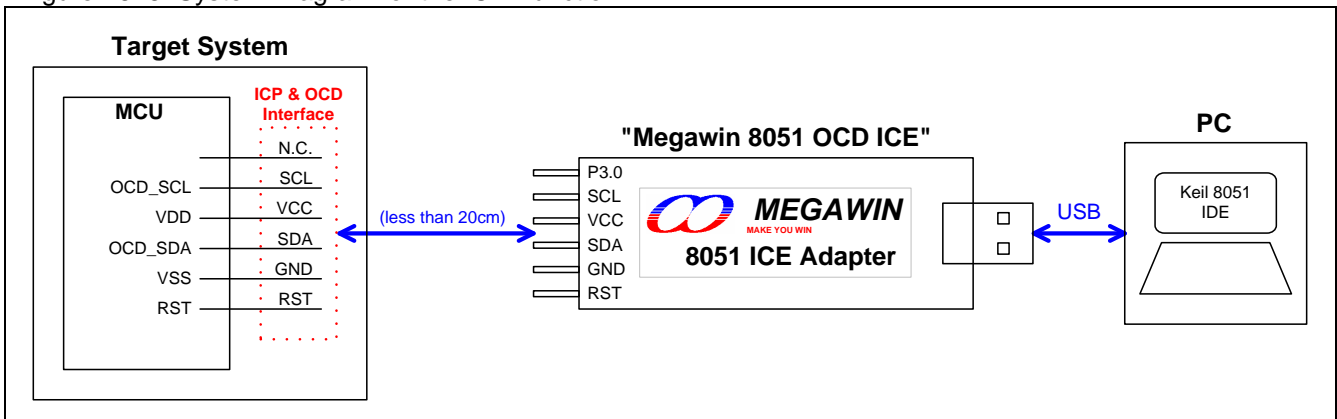 Target System
MCU
ICP & OCD
Interface
N.C.
OCD_SCL
SCL
VDD
VCC
OCD_SDA
SDA
VSS
GND
RST
RST
(less than 20cm)
"Megawin 8051 OCD ICE"
P3.0
SCL
VCC
SDA
GND
RST
MEGAWIN
MAKE YOU WIN
8051 ICE Adapter
USB
PC
Keil 8051
IDE